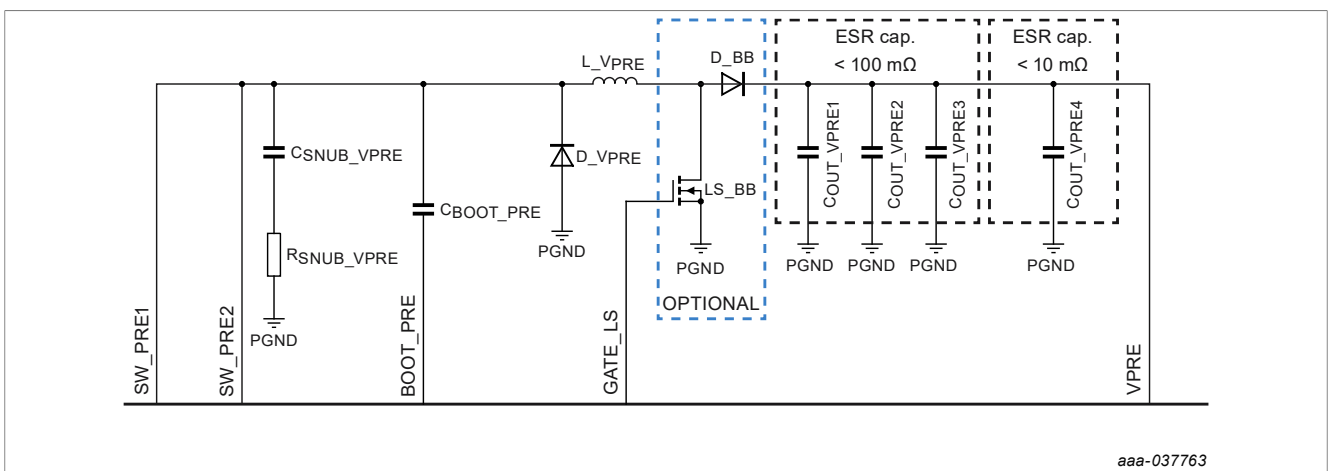 ESR cap.
< 100 mΩ
ESR cap.
< 10 mΩ
L_VPRE
D_BB
CSNUB_VPRE
D_VPRE
LS_BB
COUT_VPRE1
COUT_VPRE2
COUT_VPRE3
COUT_VPRE4
CBOOT_PRE
RSNUB_VPRE
PGND
PGND
PGND
PGND
PGND
PGND
PGND
OPTIONAL
SW_PRE1
SW_PRE2
BOOT_PRE
GATE_LS
VPRE
aaa-037763